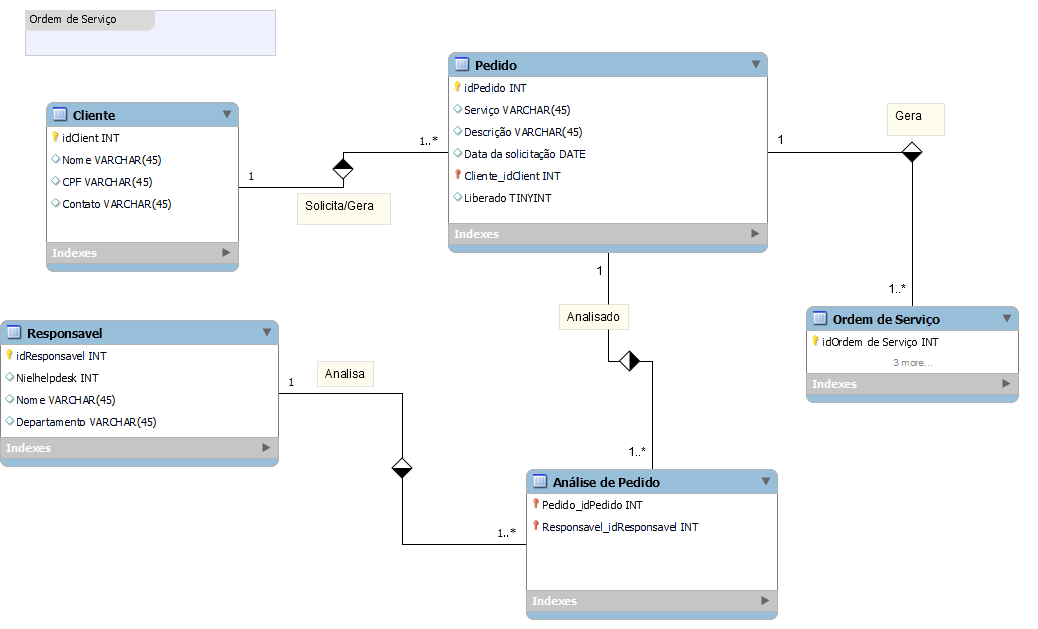 Ordem de Serviço
Cliente
idClient INT
Nome VARCHAR(45)
CPF VARCHAR(45)
Contato VARCHAR(45)
Indexes
1
Solicita/Gera
1..*
Pedido
idPedido INT
Serviço VARCHAR(45)
Descrição VARCHAR(45)
Data da solicitação DATE
Cliente_idClient INT
Liberado TINYINT
Indexes
1
Gera
1..*
Ordem de Serviço
idOrdem de Serviço INT
3 more...
Indexes
1
Analisado
1..*
Responsavel
idResponsavel INT
Nielhelpdesk INT
Nome VARCHAR(45)
Departamento VARCHAR(45)
Indexes
1
Analisa
1..*
Análise de Pedido
Pedido_idPedido INT
Responsavel_idResponsavel INT
Indexes